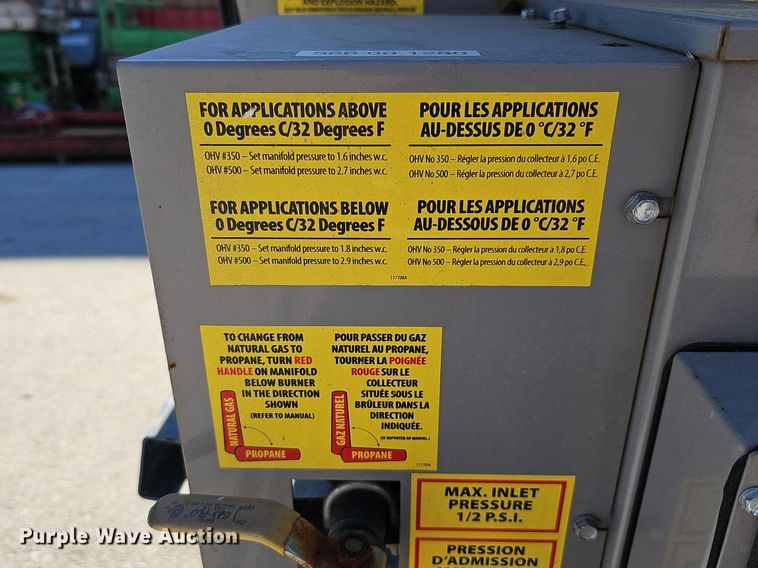 AND EXPLOSION HAZARD.
FOR APPLICATIONS ABOVE
0 Degrees C/32 Degrees F
OHV #350 – Set manifold pressure to 1.6 inches w.c.
OHV #500 – Set manifold pressure to 2.7 inches w.c.
POUR LES APPLICATIONS
AU-DESSUS DE 0 °C/32 °F
OHV No 350 – Régler la pression du collecteur à 1,6 po C.E.
OHV No 500 – Régler la pression du collecteur à 2,7 po C.E.
FOR APPLICATIONS BELOW
0 Degrees C/32 Degrees F
OHV #350 – Set manifold pressure to 1.8 inches w.c.
OHV #500 – Set manifold pressure to 2.9 inches w.c.
POUR LES APPLICATIONS
AU-DESSOUS DE 0 °C/32 °F
OHV No 350 – Régler la pression du collecteur à 1,8 po C.E.
OHV No 500 – Régler la pression du collecteur à 2,9 po C.E.
117708A
TO CHANGE FROM
NATURAL GAS TO
PROPANE, TURN RED
HANDLE ON MANIFOLD
BELOW BURNER
IN THE DIRECTION
SHOWN
(REFER TO MANUAL)
NATURAL GAS
PROPANE
POUR PASSER DU GAZ
NATUREL AU PROPANE,
TOURNER LA POIGNÉE
ROUGE SUR LE
COLLECTEUR
SITUÉE SOUS LE
BRÛLEUR DANS LA
DIRECTION
INDIQUÉE.
(SE REPORTER AU MANUEL.)
GAZ NATUREL
PROPANE
MAX. INLET
PRESSURE
1/2 P.S.I.
PRESSION
D'ADMISSION
Purple Wave Auction